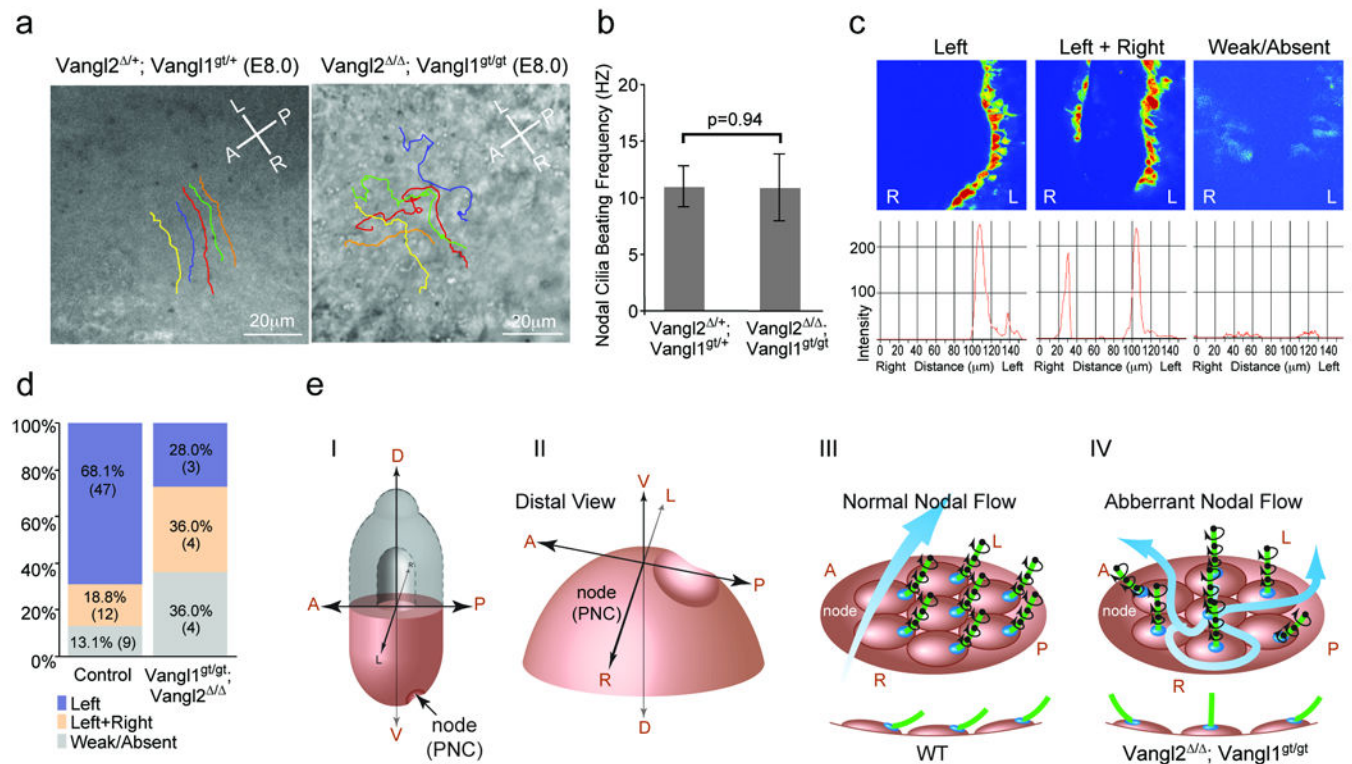 a
Vangl2Δ/+; Vangl1gt/+ (E8.0)
Vangl2Δ/Δ; Vangl1gt/gt (E8.0)
L
P
A
R
20μm
L
P
A
R
20μm
b
Nodal Cilia Beating Frequency (HZ)
20
15
10
5
0
p=0.94
Vangl2Δ/+;
Vangl1gt/+
Vangl2Δ/Δ;
Vangl1gt/gt
c
Left
Left + Right
Weak/Absent
R
L
R
L
R
L
Intensity
200
100
0 20 40 60 80 100 120 140
Right Distance (μm) Left
0 20 40 60 80 100 120 140
Right Distance (μm) Left
0 20 40 60 80 100 120 140
Right Distance (μm) Left
d
100%
80%
60%
40%
20%
0%
68.1%
(47)
18.8%
(12)
13.1% (9)
28.0%
(3)
36.0%
(4)
36.0%
(4)
Control
Vangl1gt/gt;
Vangl2Δ/Δ
Left
Left+Right
Weak/Absent
e
I
D
A
P
R
L
V
node
(PNC)
II
Distal View
V
L
A
P
node
(PNC)
R
D
III
Normal Nodal Flow
L
A
node
P
R
WT
IV
Aberrant Nodal Flow
L
A
node
P
R
Vangl2Δ/Δ; Vangl1gt/gt